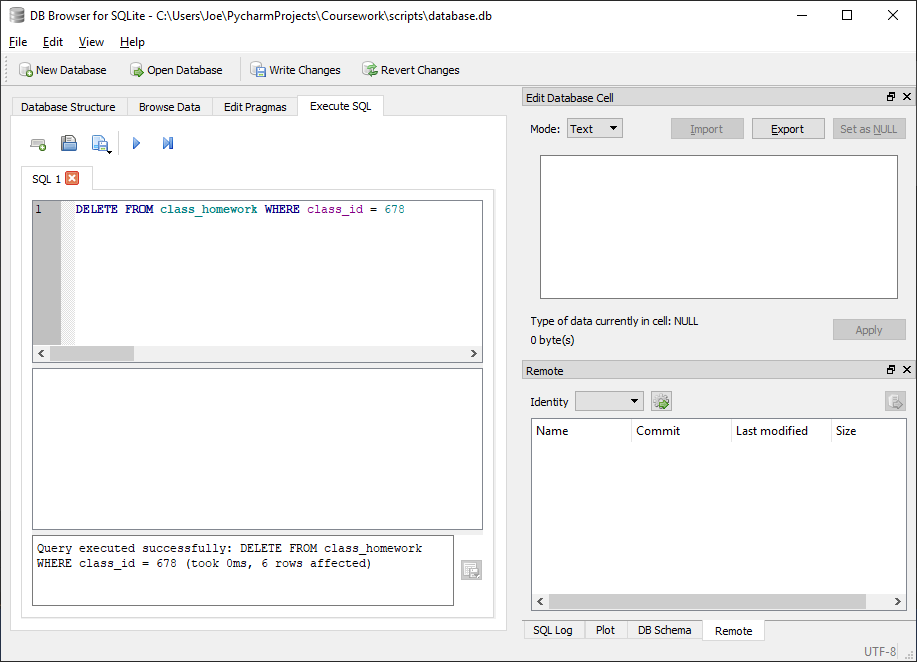 DB Browser for SQLite - C:\Users\Joe\PycharmProjects\Coursework\scripts\database.db
File Edit View Help
New Database Open Database Write Changes Revert Changes
Database Structure Browse Data Edit Pragmas Execute SQL
SQL 1
1 DELETE FROM class_homework WHERE class_id = 678
Query executed successfully: DELETE FROM class_homework
WHERE class_id = 678 (took 0ms, 6 rows affected)
Edit Database Cell
Mode: Text Import Export Set as NULL
Type of data currently in cell: NULL
0 byte(s)
Apply
Remote
Identity
Name Commit Last modified Size
SQL Log Plot DB Schema Remote
UTF-8